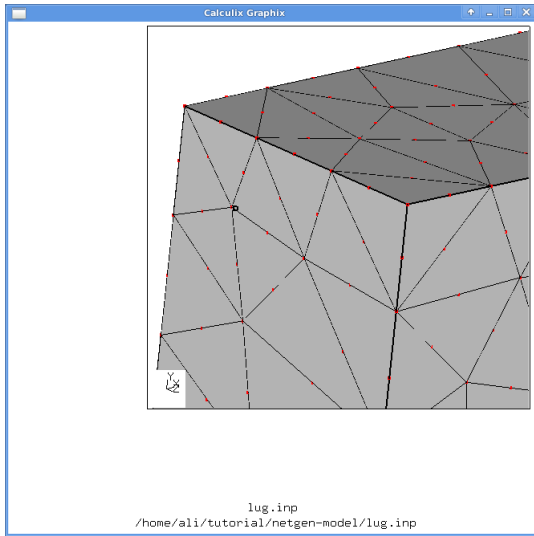 Calculix Graphix
Y
X
lug.inp
/home/ali/tutorial/netgen-model/lug.inp